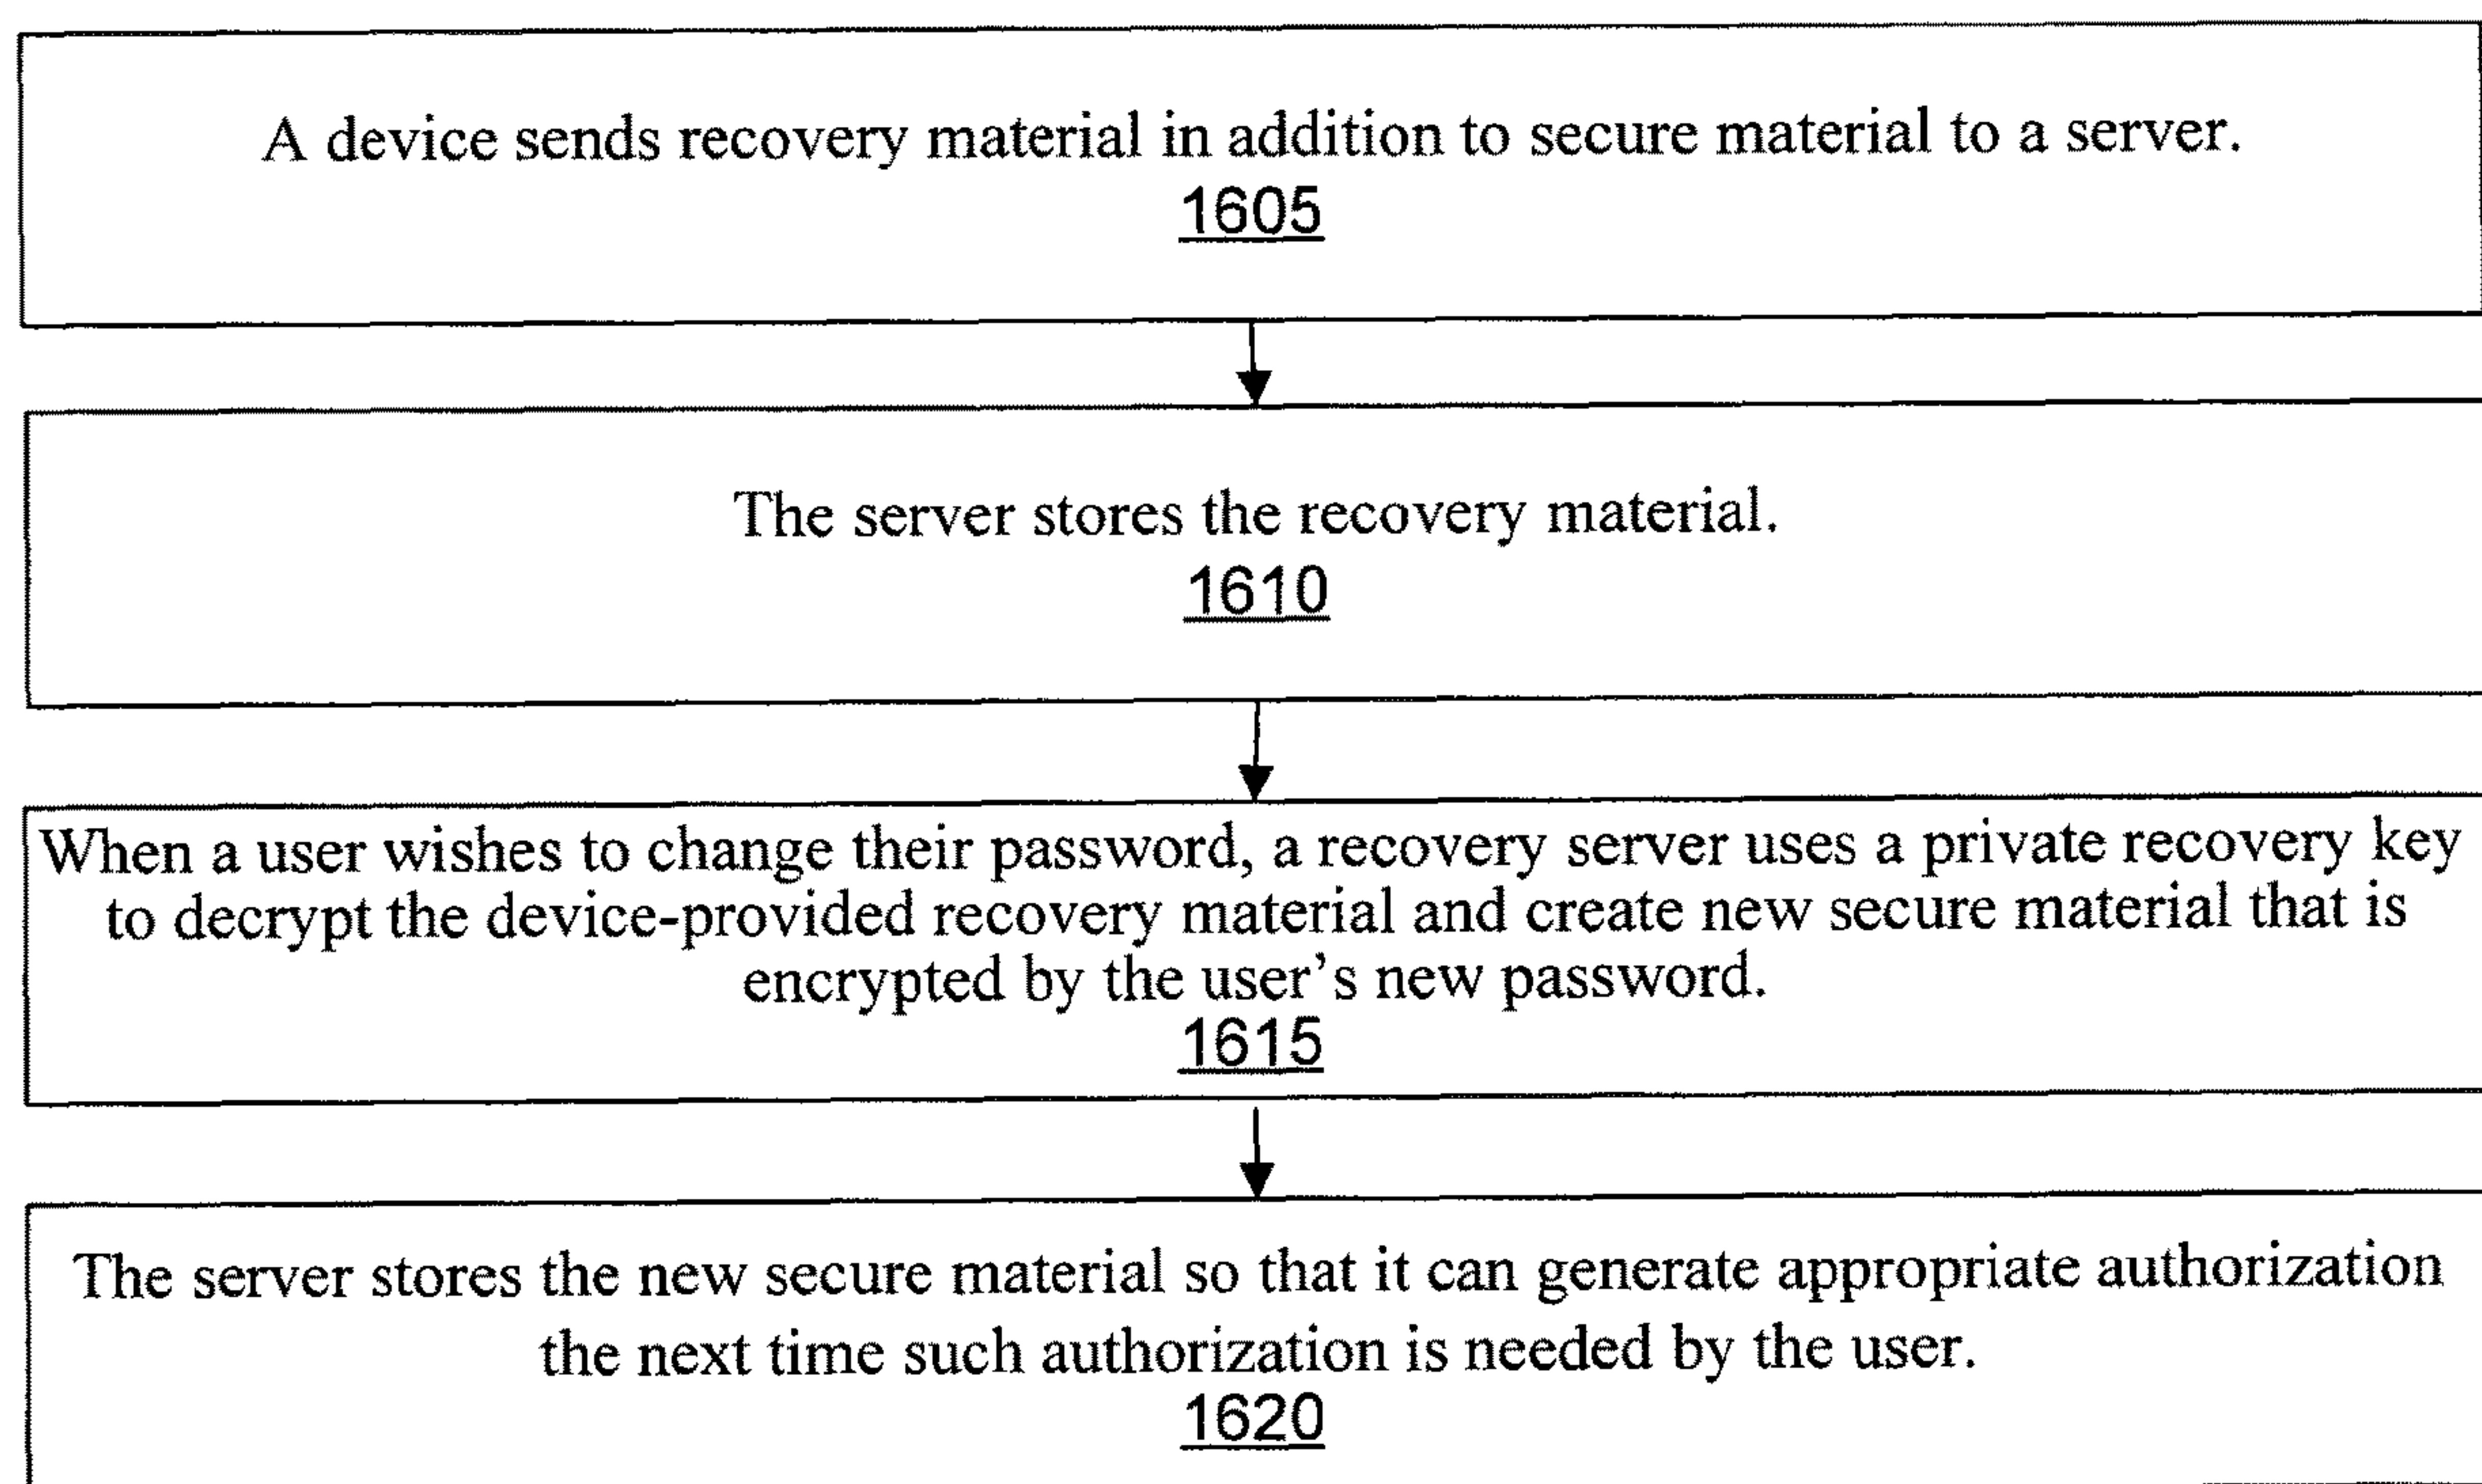 A device sends recovery material in addition to secure material to a server.
1605
The server stores the recovery material.
1610
When a user wishes to change their password, a recovery server uses a private recovery key
to decrypt the device-provided recovery material and create new secure material that is
encrypted by the user’s new password.
1615
The server stores the new secure material so that it can generate appropriate authorization
the next time such authorization is needed by the user.
1620